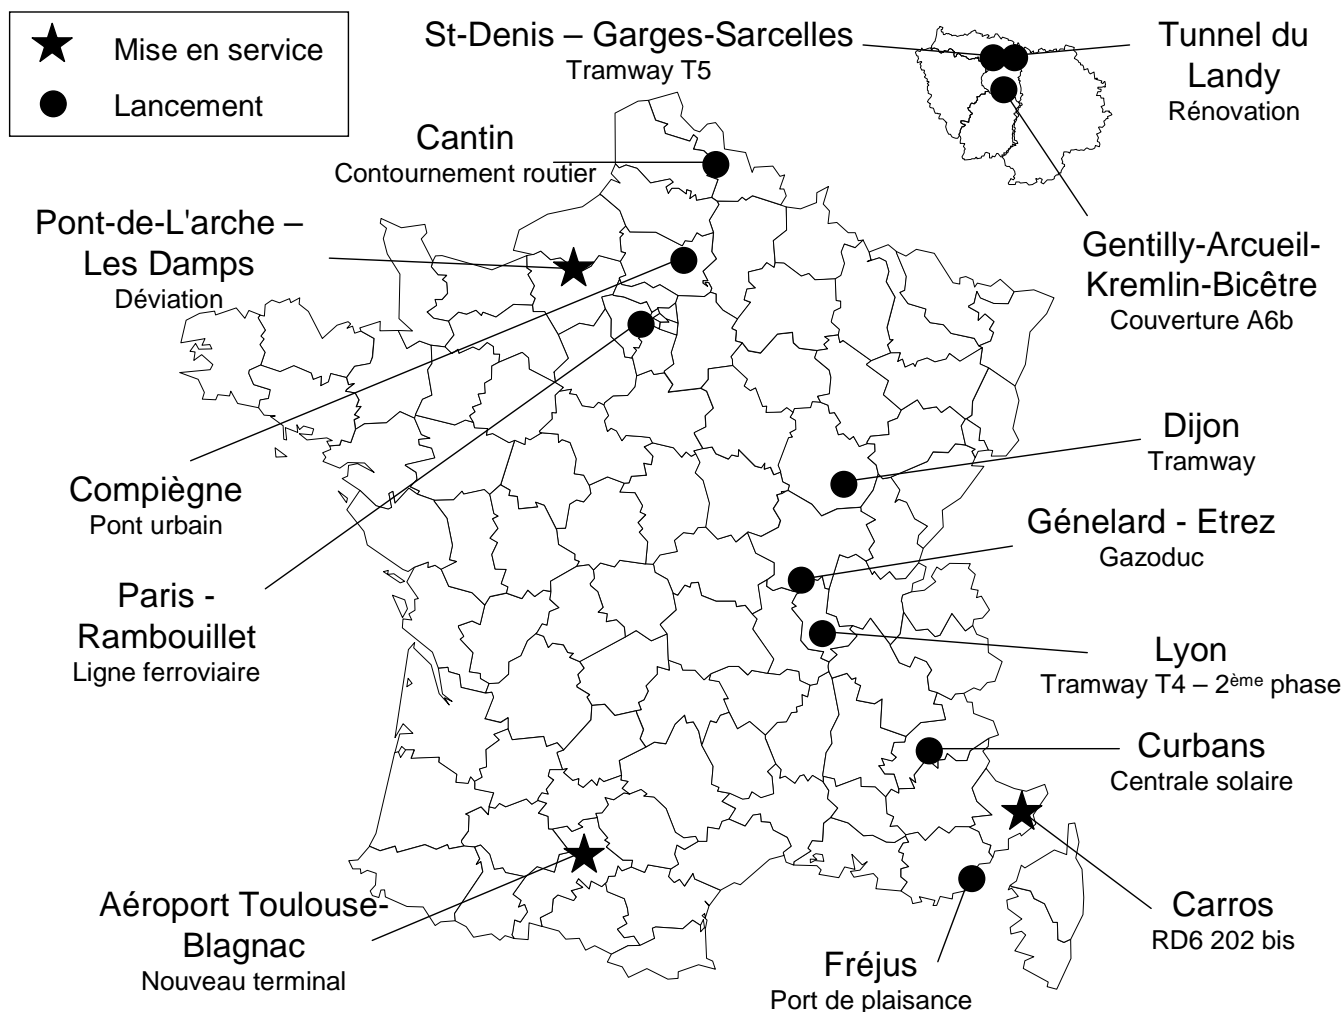 Mise en service
Lancement
St-Denis – Garges-Sarcelles
Tramway T5
Tunnel du
Landy
Rénovation
Cantin
Contournement routier
Pont-de-L'arche –
Les Damps
Déviation
Gentilly-Arcueil-
Kremlin-Bicêtre
Couverture A6b
Compiègne
Pont urbain
Dijon
Tramway
Génelard - Etrez
Gazoduc
Paris -
Rambouillet
Ligne ferroviaire
Lyon
Tramway T4 – 2ème phase
Curbans
Centrale solaire
Aéroport Toulouse-
Blagnac
Nouveau terminal
Carros
RD6 202 bis
Fréjus
Port de plaisance